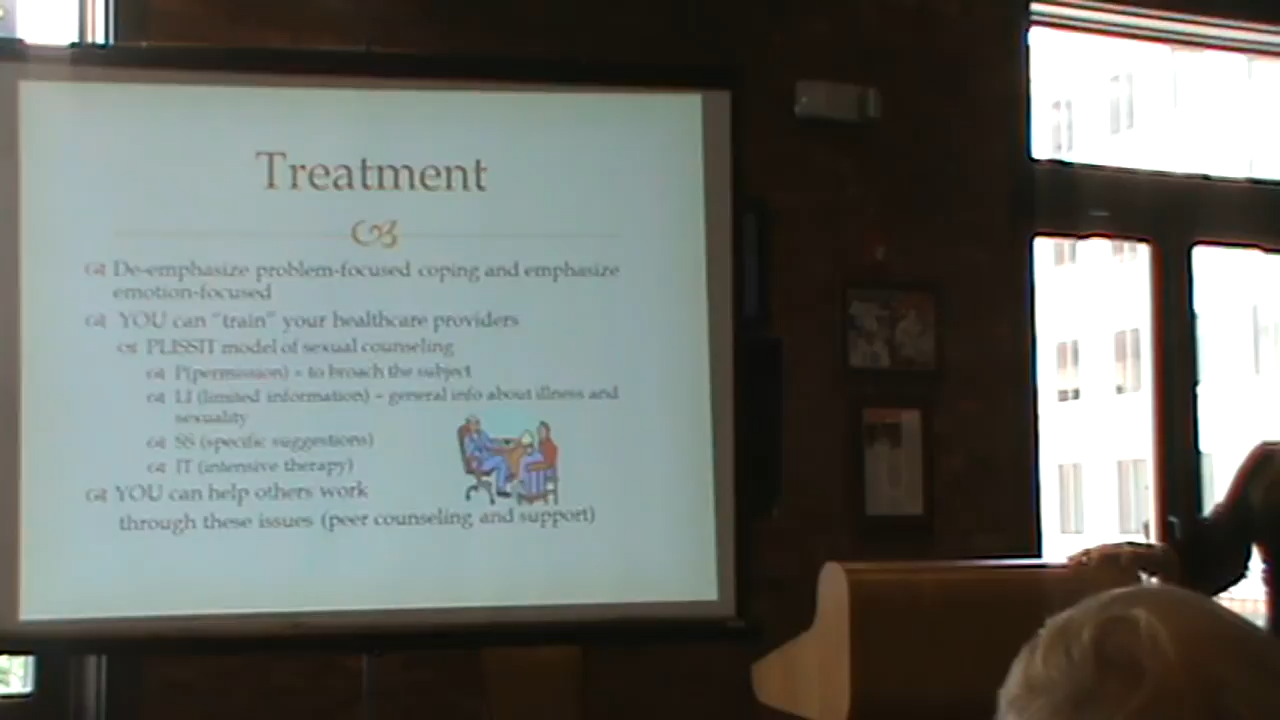 Treatment
De-emphasize problem-focused coping and emphasize
emotion-focused
YOU can "train" your healthcare providers
PLISSIT model of sexual counseling
P(permission) – to broach the subject
LI (limited information) – general info about illness and
sexuality
SS (specific suggestions)
IT (intensive therapy)
YOU can help others work
through these issues (peer counseling and support)